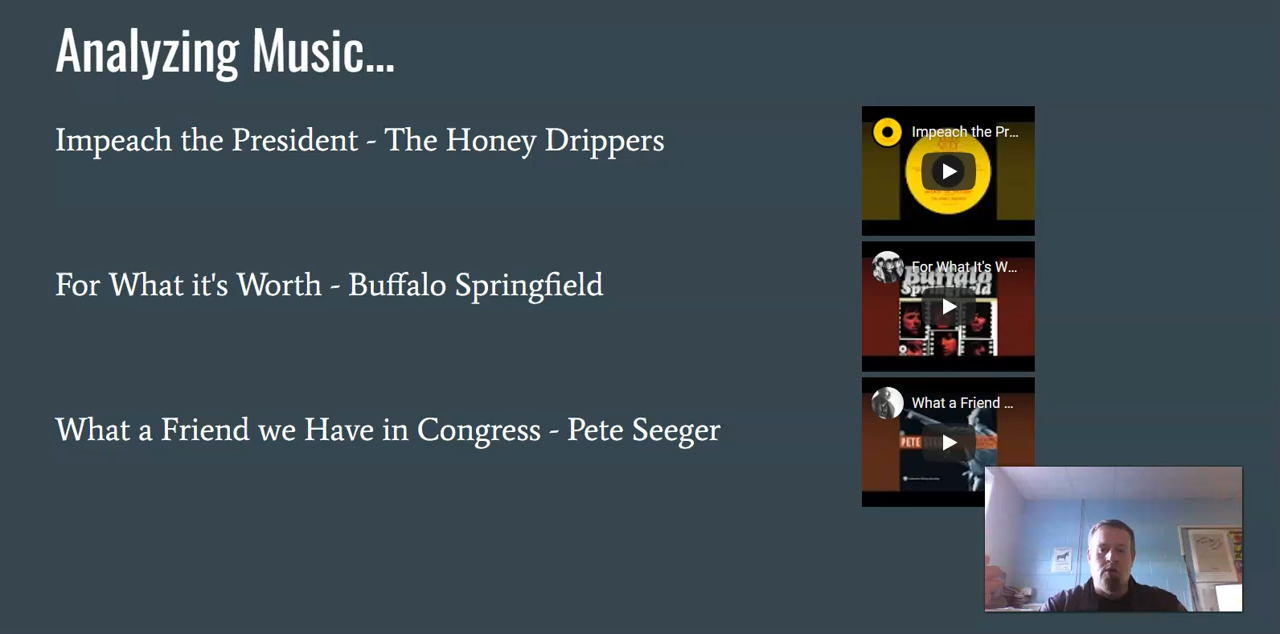 Analyzing Music...
Impeach the President - The Honey Drippers
Impeach the Pr...
For What it's Worth - Buffalo Springfield
For What It's W...
Buffalo
Springfield
What a Friend we Have in Congress - Pete Seeger
What a Friend ...
PETE